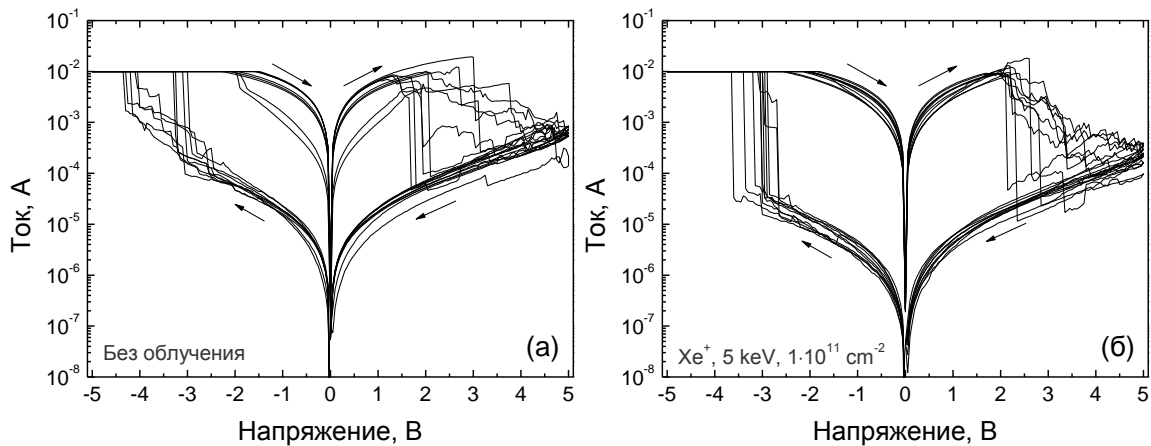 10⁻¹
10⁻²
10⁻³
10⁻⁴
10⁻⁵
10⁻⁶
10⁻⁷
10⁻⁸
Ток, А
-5 -4 -3 -2 -1 0 1 2 3 4 5
Напряжение, В
Без облучения
(а)
10⁻¹
10⁻²
10⁻³
10⁻⁴
10⁻⁵
10⁻⁶
10⁻⁷
10⁻⁸
Ток, А
-5 -4 -3 -2 -1 0 1 2 3 4 5
Напряжение, В
Xe⁺, 5 keV, 1·10¹¹ cm⁻²
(б)